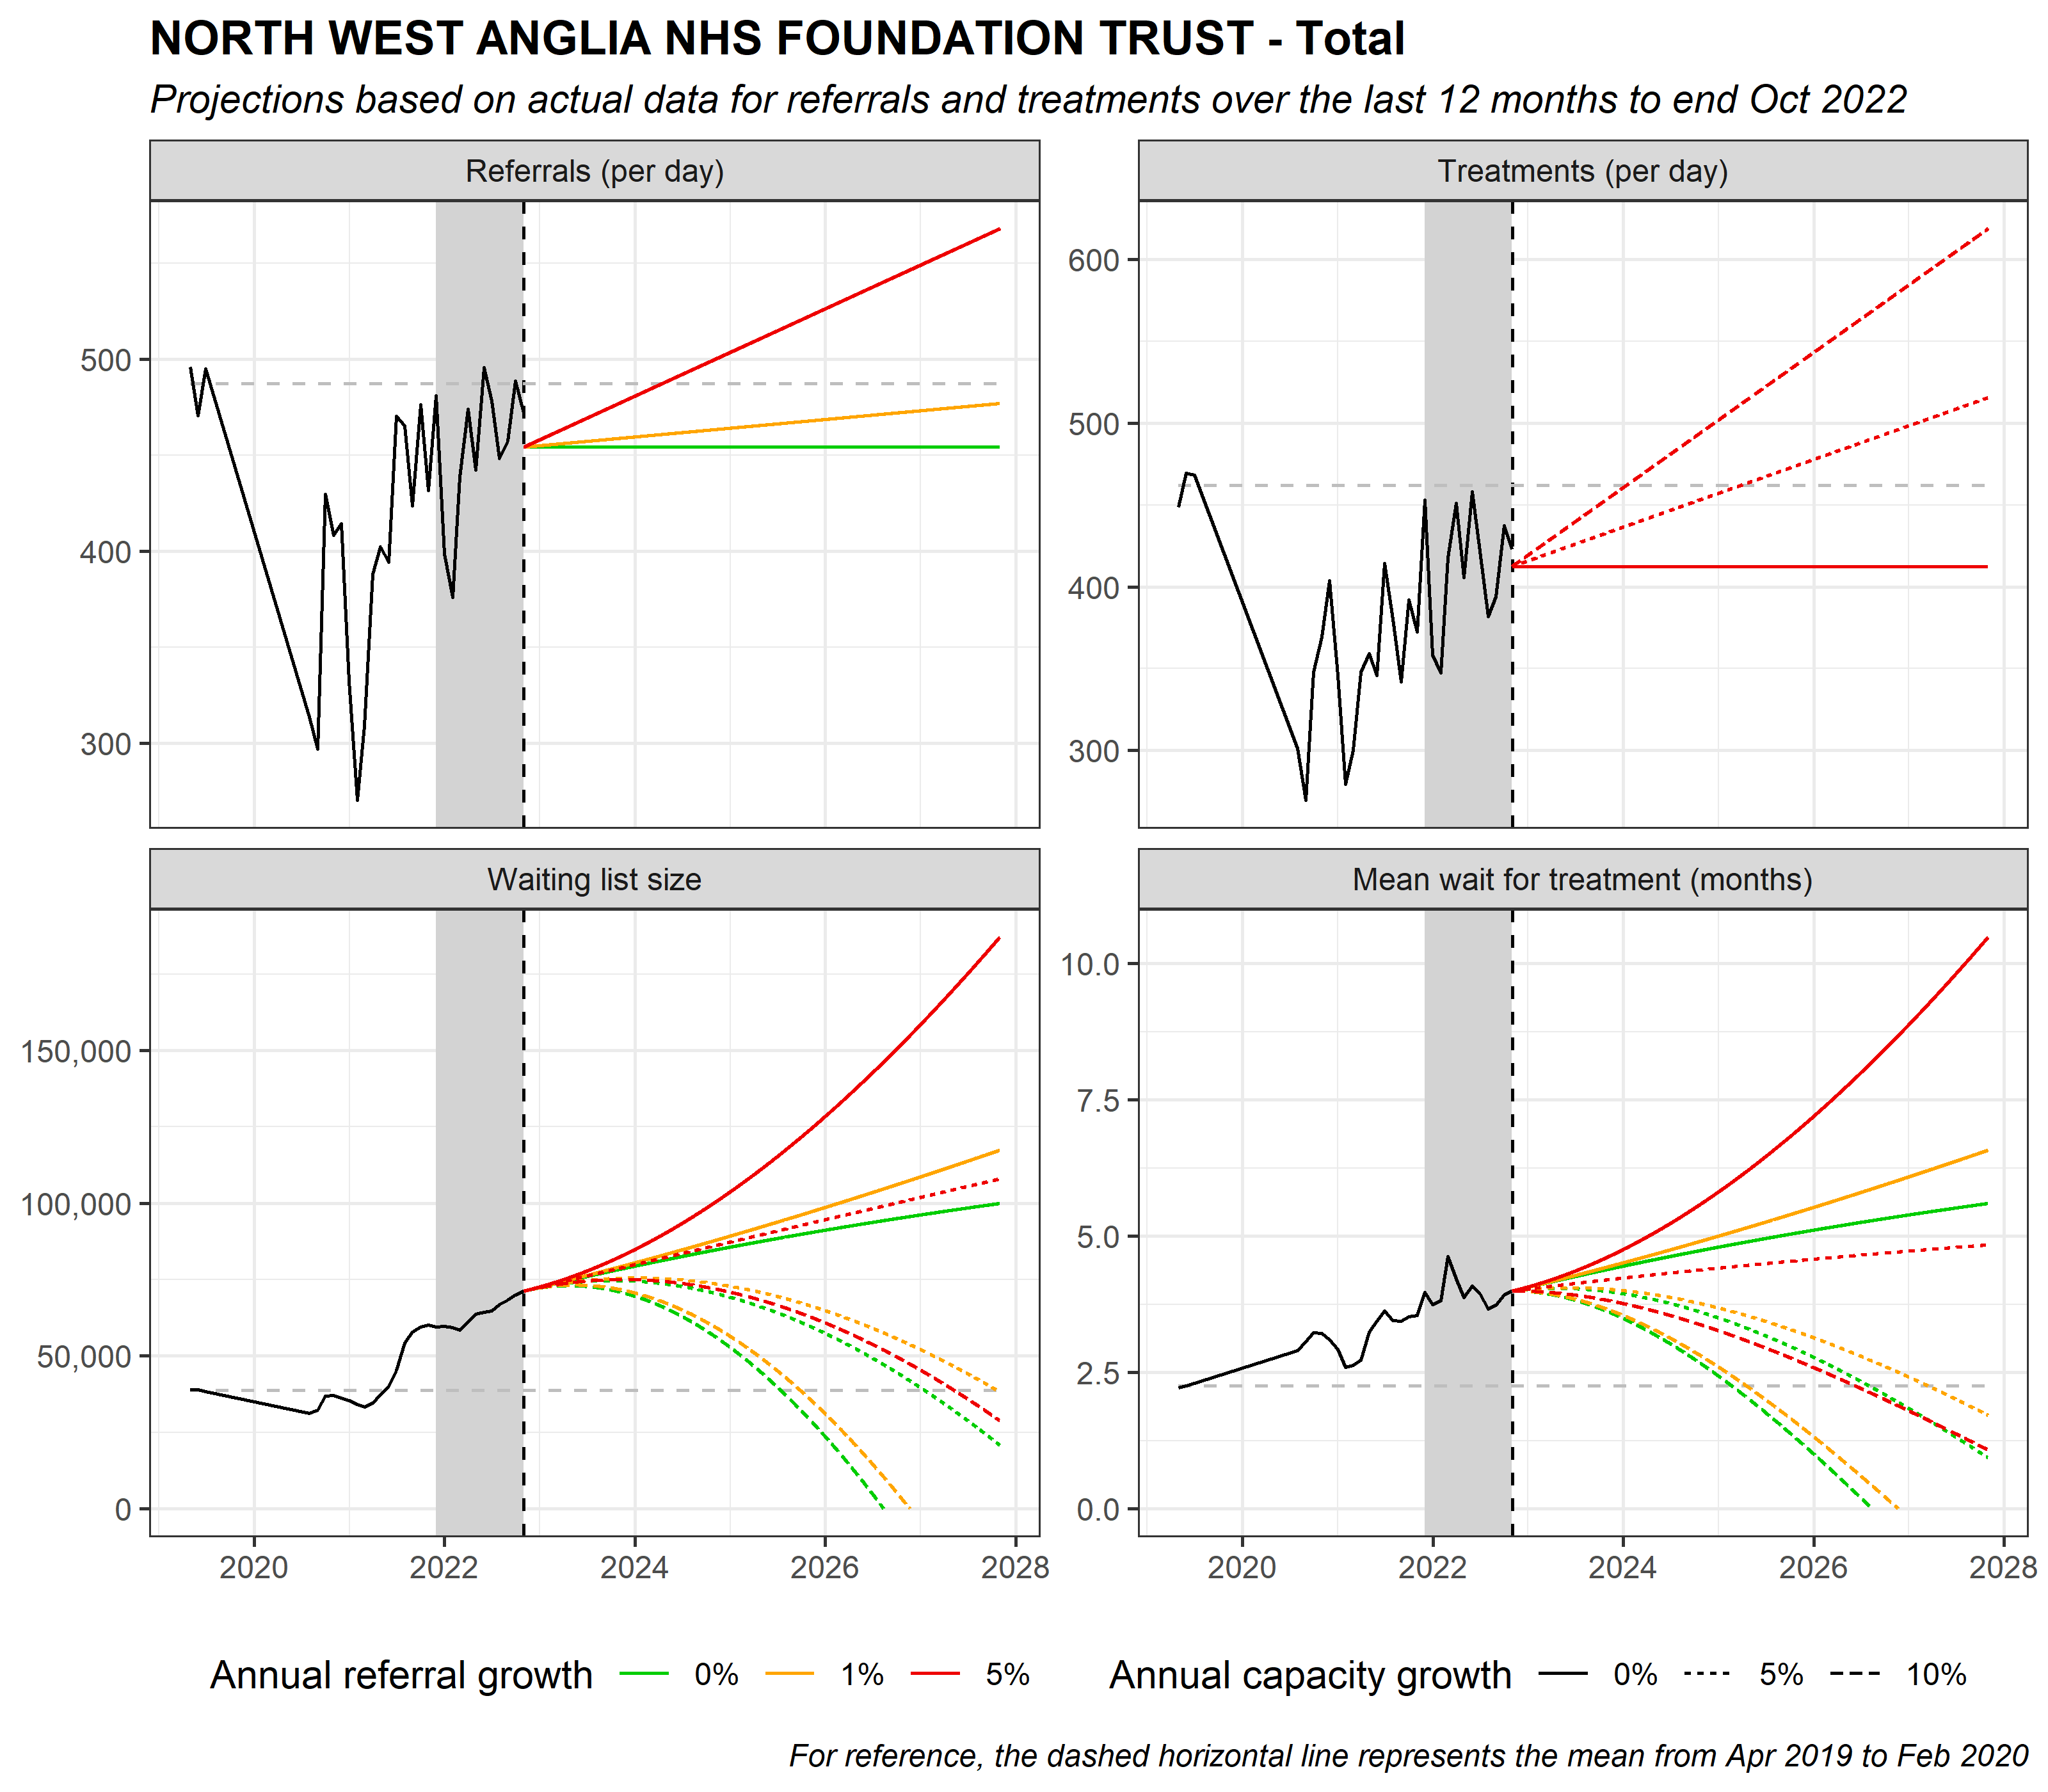 NORTH WEST ANGLIA NHS FOUNDATION TRUST - Total
Projections based on actual data for referrals and treatments over the last 12 months to end Oct 2022
Referrals (per day)
500
400
300
Treatments (per day)
600
500
400
300
Waiting list size
150,000
100,000
50,000
0
2020 2022 2024 2026 2028
Mean wait for treatment (months)
10.0
7.5
5.0
2.5
0.0
2020 2022 2024 2026 2028
Annual referral growth 0% 1% 5%
Annual capacity growth 0% 5% 10%
For reference, the dashed horizontal line represents the mean from Apr 2019 to Feb 2020